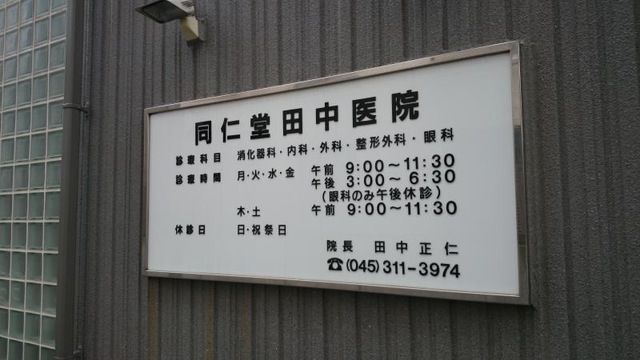 同仁堂田中医院
診療科目 消化器科・内科・外科・整形外科・眼科
診療時間 月・火・水・金 午前 9:00〜11:30
午後 3:00〜6:30
(眼科のみ午後休診)
木・土 午前 9:00〜11:30
休診日 日・祝祭日
院長 田中正仁
☎(045)311-3974